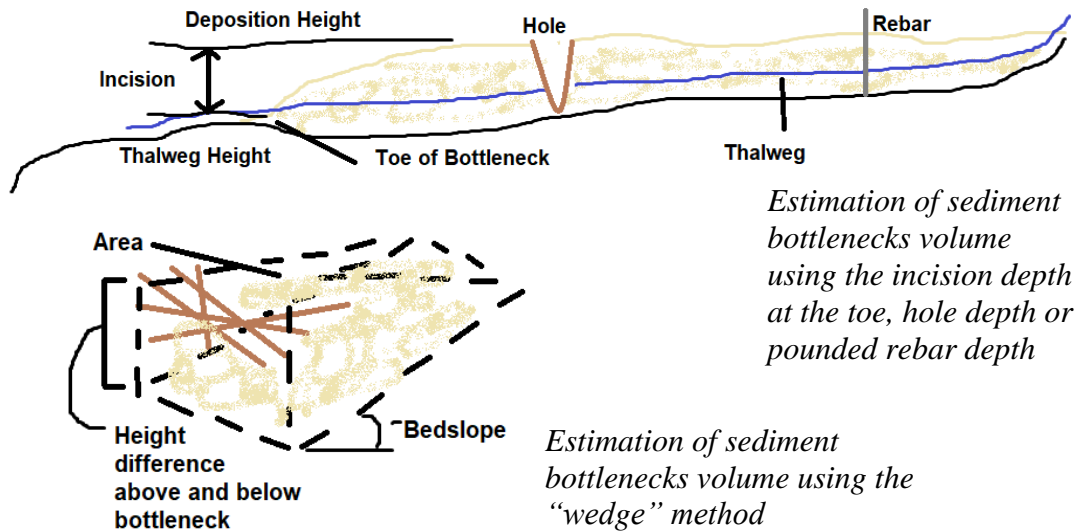 Deposition Height
Hole
Rebar
Incision
Thalweg Height
Toe of Bottleneck
Thalweg
Estimation of sediment
bottlenecks volume
using the incision depth
at the toe, hole depth or
pounded rebar depth
Area
Bedslope
Height
difference
above and below
bottleneck
Estimation of sediment
bottlenecks volume using the
“wedge” method